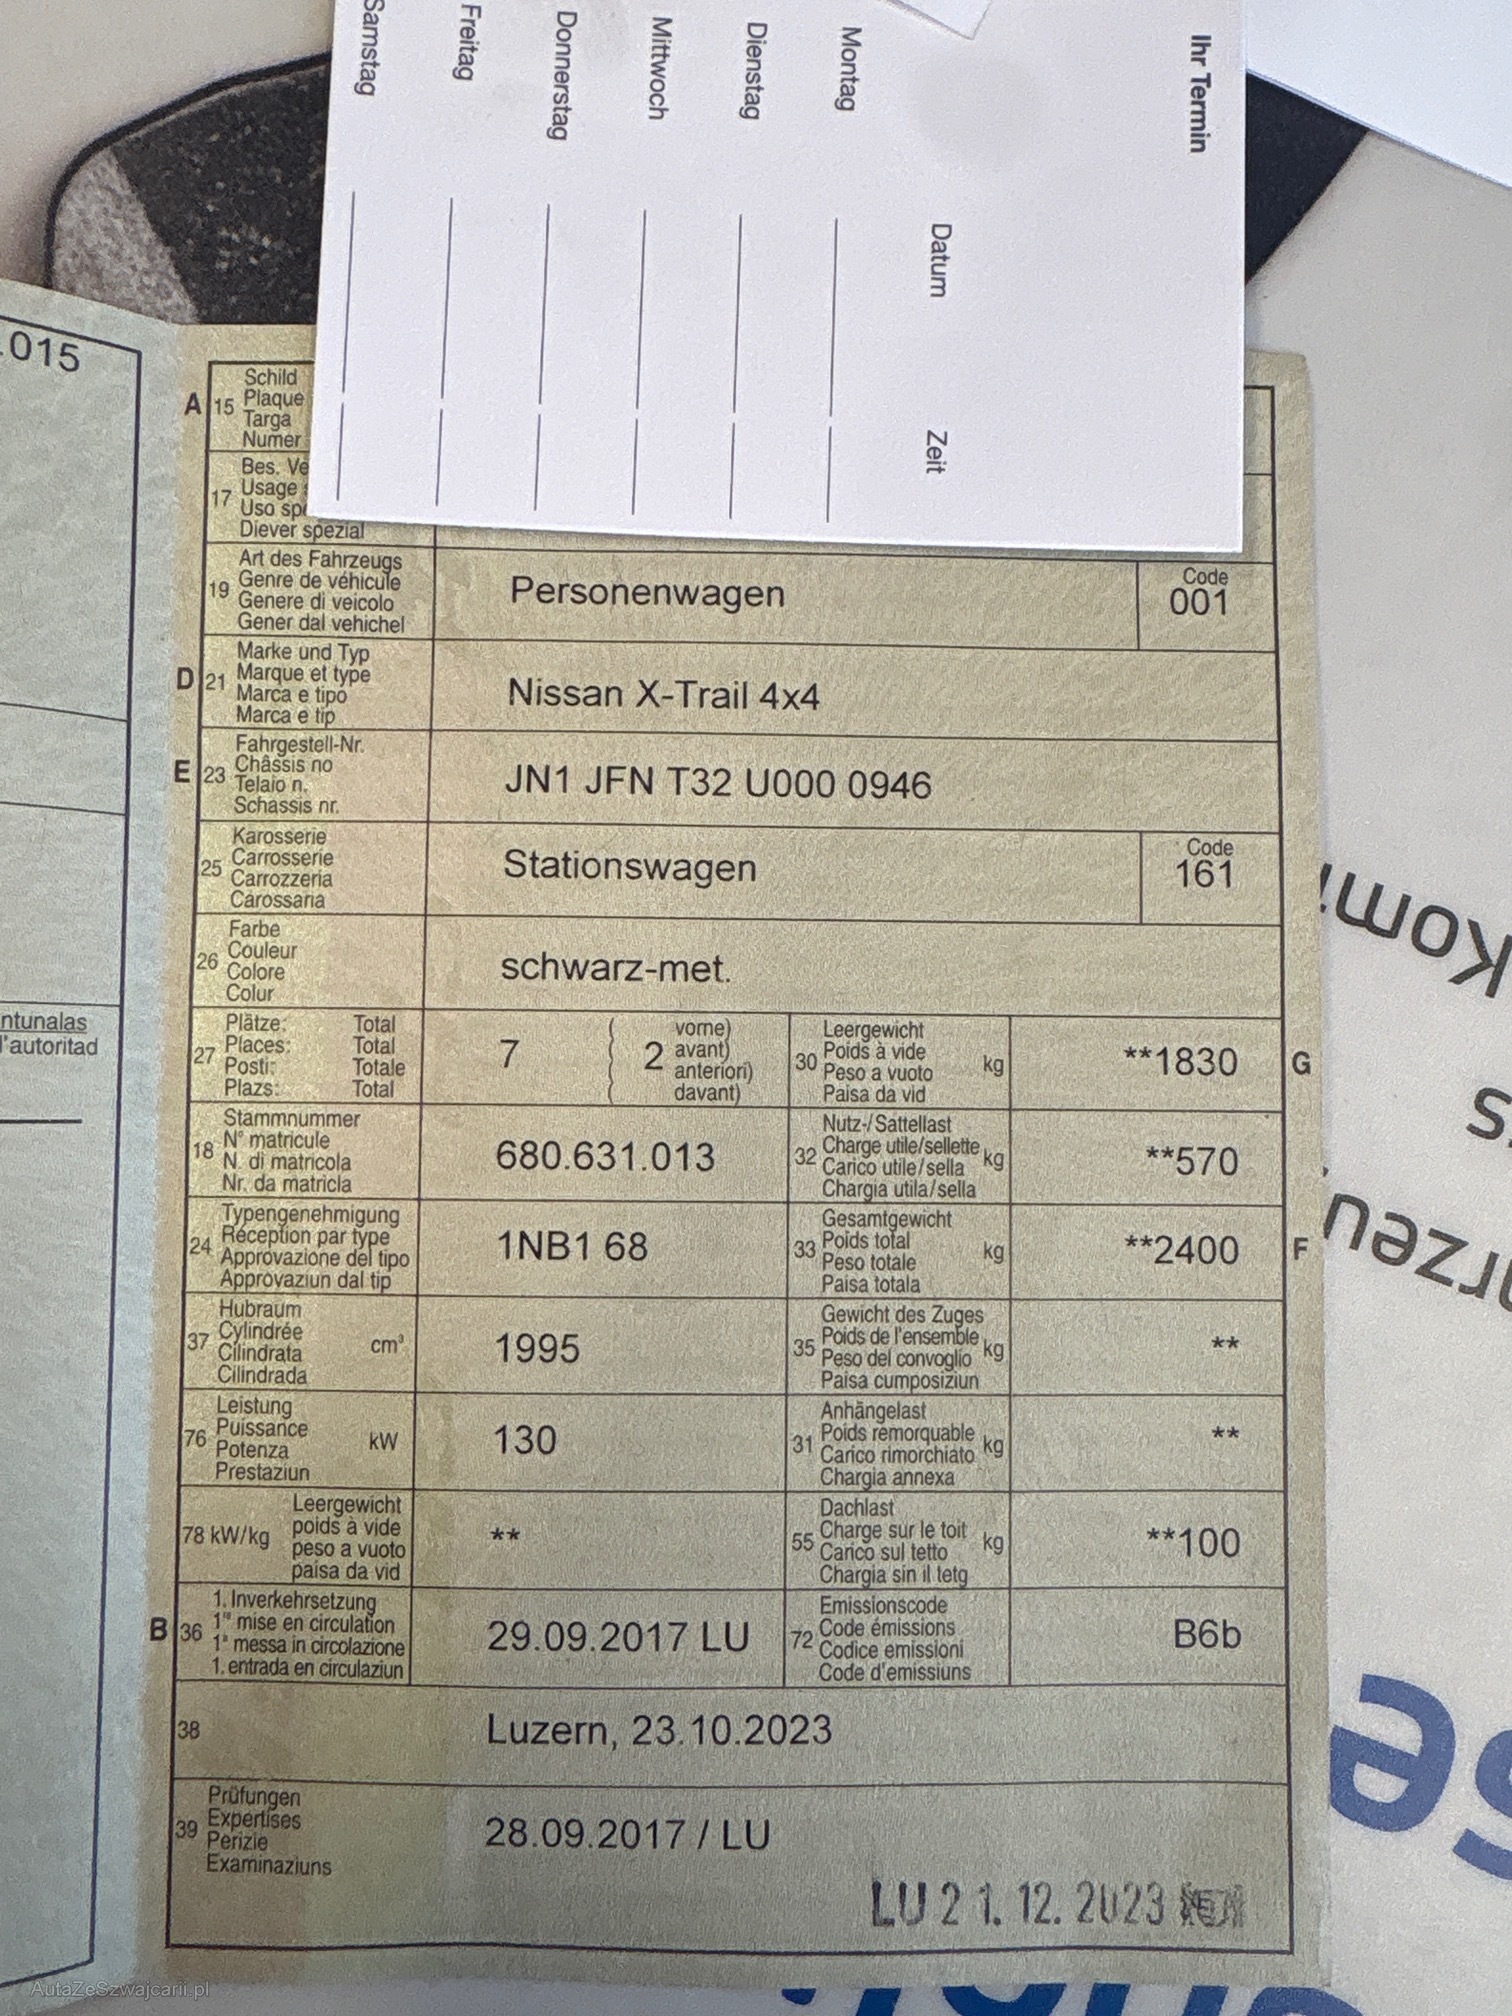 Ihr Termin
Datum Zeit
Montag
Dienstag
Mittwoch
Donnerstag
Freitag
Samstag
.015
ntunalas
l'autoritad
A 15 Schild
Plaque
Targa
Numer
17 Bes. Ve
Usage
Uso spe
Diever spezial
19 Art des Fahrzeugs
Genre de véhicule
Genere di veicolo
Gener dal vehichel
Personenwagen
Code
001
D 21 Marke und Typ
Marque et type
Marca e tipo
Marca e tip
Nissan X-Trail 4x4
E 23 Fahrgestell-Nr.
Châssis no
Telaio n.
Schassis nr.
JN1 JFN T32 U000 0946
25 Karosserie
Carrosserie
Carrozzeria
Carossaria
Stationswagen
Code
161
26 Farbe
Couleur
Colore
Colur
schwarz-met.
27 Plätze: Total
Places: Total
Posti: Totale
Plazs: Total
7 ( 2 vorne)
avant)
anteriori)
davant)
30 Leergewicht
Poids à vide
Peso a vuoto
Paisa da vid
kg
**1830
G
18 Stammnummer
N° matricule
N. di matricola
Nr. da matricla
680.631.013
32 Nutz-/Sattellast
Charge utile/sellette
Carico utile/sella
Chargia utila/sella
kg
**570
24 Typengenehmigung
Réception par type
Approvazione del tipo
Approvaziun dal tip
1NB1 68
33 Gesamtgewicht
Poids total
Peso totale
Paisa totala
kg
**2400
F
37 Hubraum
Cylindrée
Cilindrata
Cilindrada
cm³
1995
35 Gewicht des Zuges
Poids de l'ensemble
Peso del convoglio
Paisa cumposiziun
kg
**
76 Leistung
Puissance
Potenza
Prestaziun
kW
130
31 Anhängelast
Poids remorquable
Carico rimorchiato
Chargia annexa
kg
**
78 kW/kg Leergewicht
poids à vide
peso a vuoto
paisa da vid
**
55 Dachlast
Charge sur le toit
Carico sul tetto
Chargia sin il tetg
kg
**100
B 36 1. Inverkehrsetzung
1re mise en circulation
1a messa in circolazione
1. entrada en circulaziun
29.09.2017 LU
72 Emissionscode
Code émissions
Codice emissioni
Code d'emissiuns
B6b
38 Luzern, 23.10.2023
39 Prüfungen
Expertises
Perizie
Examinaziuns
28.09.2017 / LU
LU 21.12.2023
AutaZeSzwajcarii.pl